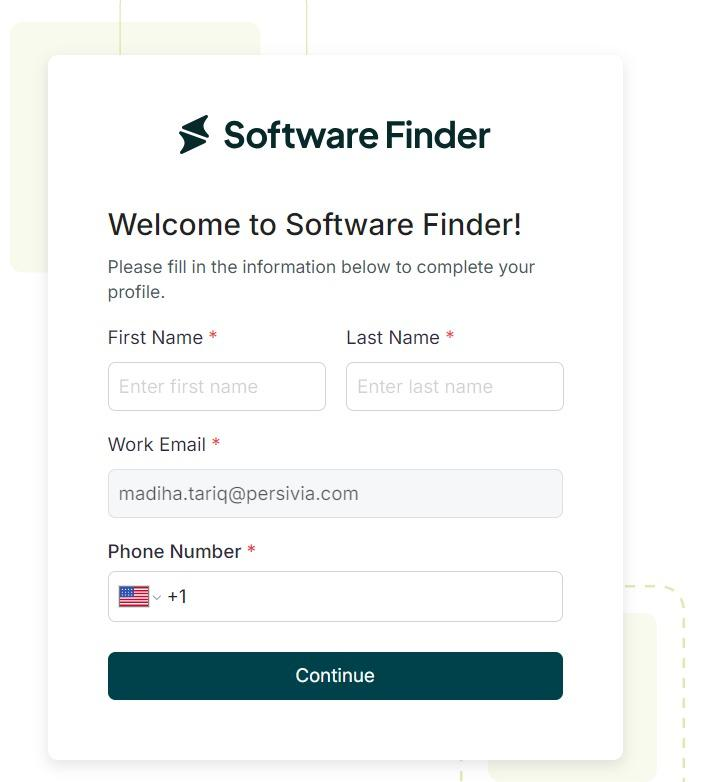 Software Finder
Welcome to Software Finder!
Please fill in the information below to complete your
profile.
First Name *
Last Name *
Enter first name
Enter last name
Work Email *
madiha.tariq@persivia.com
Phone Number *
+1
Continue